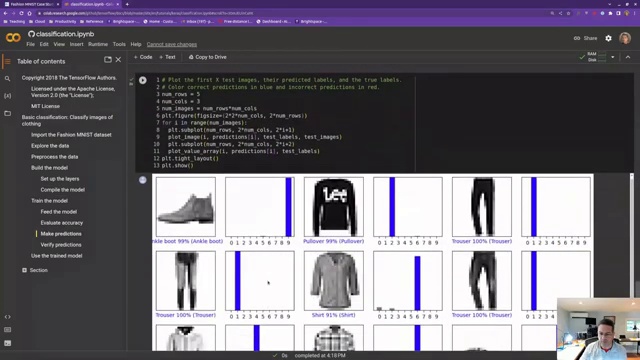 Fashion MNIST Case Stud
classification.ipynb
classification.ipynb
File Edit View Insert Runtime Tools Help Cannot save changes
Share
+ Code + Text Copy to Drive
RAM
Disk
Table of contents
Copyright 2018 The TensorFlow Authors.
Licensed under the Apache License,
Version 2.0 (the "License");
MIT License
Basic classification: Classify images of
clothing
Import the Fashion MNIST dataset
Explore the data
Preprocess the data
Build the model
Set up the layers
Compile the model
Train the model
Feed the model
Evaluate accuracy
Make predictions
Verify predictions
Use the trained model
Section
1 # Plot the first X test images, their predicted labels, and the true labels.
2 # Color correct predictions in blue and incorrect predictions in red.
3 num_rows = 5
4 num_cols = 3
5 num_images = num_rows*num_cols
6 plt.figure(figsize=(2*2*num_cols, 2*num_rows))
7 for i in range(num_images):
8 plt.subplot(num_rows, 2*num_cols, 2*i+1)
9 plot_image(i, predictions[i], test_labels, test_images)
10 plt.subplot(num_rows, 2*num_cols, 2*i+2)
11 plot_value_array(i, predictions[i], test_labels)
12 plt.tight_layout()
13 plt.show()
Lee
nkle boot 99% (Ankle boot) 0 1 2 3 4 5 6 7 8 9 Pullover 99% (Pullover) 0 1 2 3 4 5 6 7 8 9 Trouser 100% (Trouser) 0 1 2 3 4 5 6 7 8 9
Trouser 100% (Trouser) 0 1 2 3 4 5 6 7 8 9 Shirt 91% (Shirt) 0 1 2 3 4 5 6 7 8 9 Trouser 100% (Trouser) 0 1 2 3 4 5 6 7 8 9
0s completed at 4:18 PM